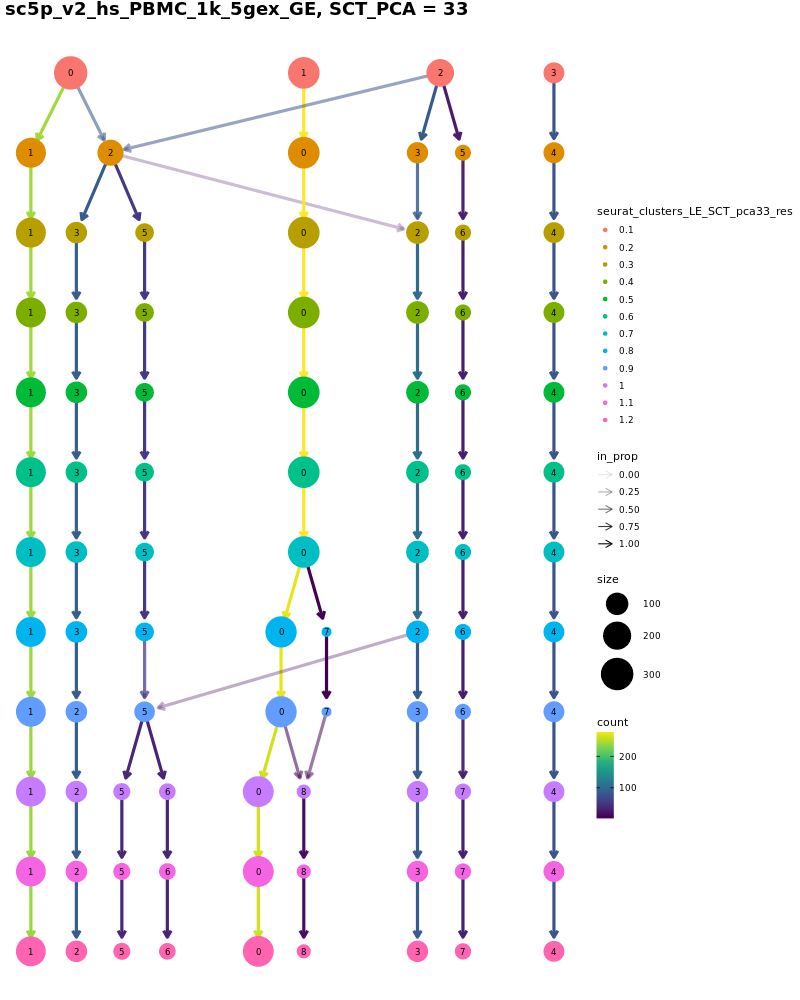 sc5p_v2_hs_PBMC_1k_5gex_GE, SCT_PCA = 33
0 1 2 3
1 2 0 3 5 4
1 3 5 0 2 6 4
1 3 5 0 2 6 4
1 3 5 0 2 6 4
1 3 5 0 2 6 4
1 3 5 0 2 6 4
1 3 5 0 7 2 6 4
1 2 5 0 7 3 6 4
1 2 5 6 0 8 3 7 4
1 2 5 6 0 8 3 7 4
1 2 5 6 0 8 3 7 4
seurat_clusters_LE_SCT_pca33_res
0.1
0.2
0.3
0.4
0.5
0.6
0.7
0.8
0.9
1
1.1
1.2
in_prop
0.00
0.25
0.50
0.75
1.00
size
100
200
300
count
200
100